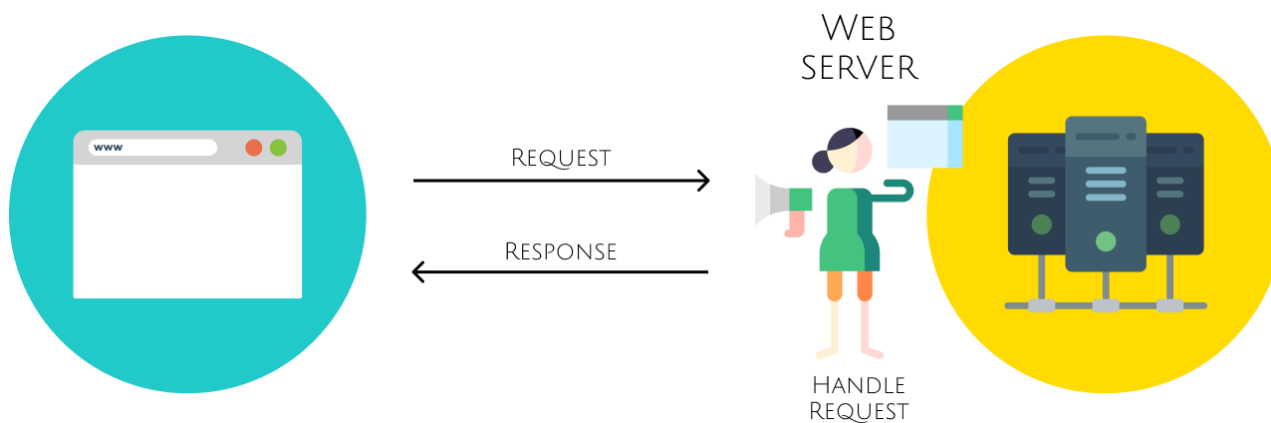 WEB
SERVER
www
REQUEST
RESPONSE
HANDLE
REQUEST